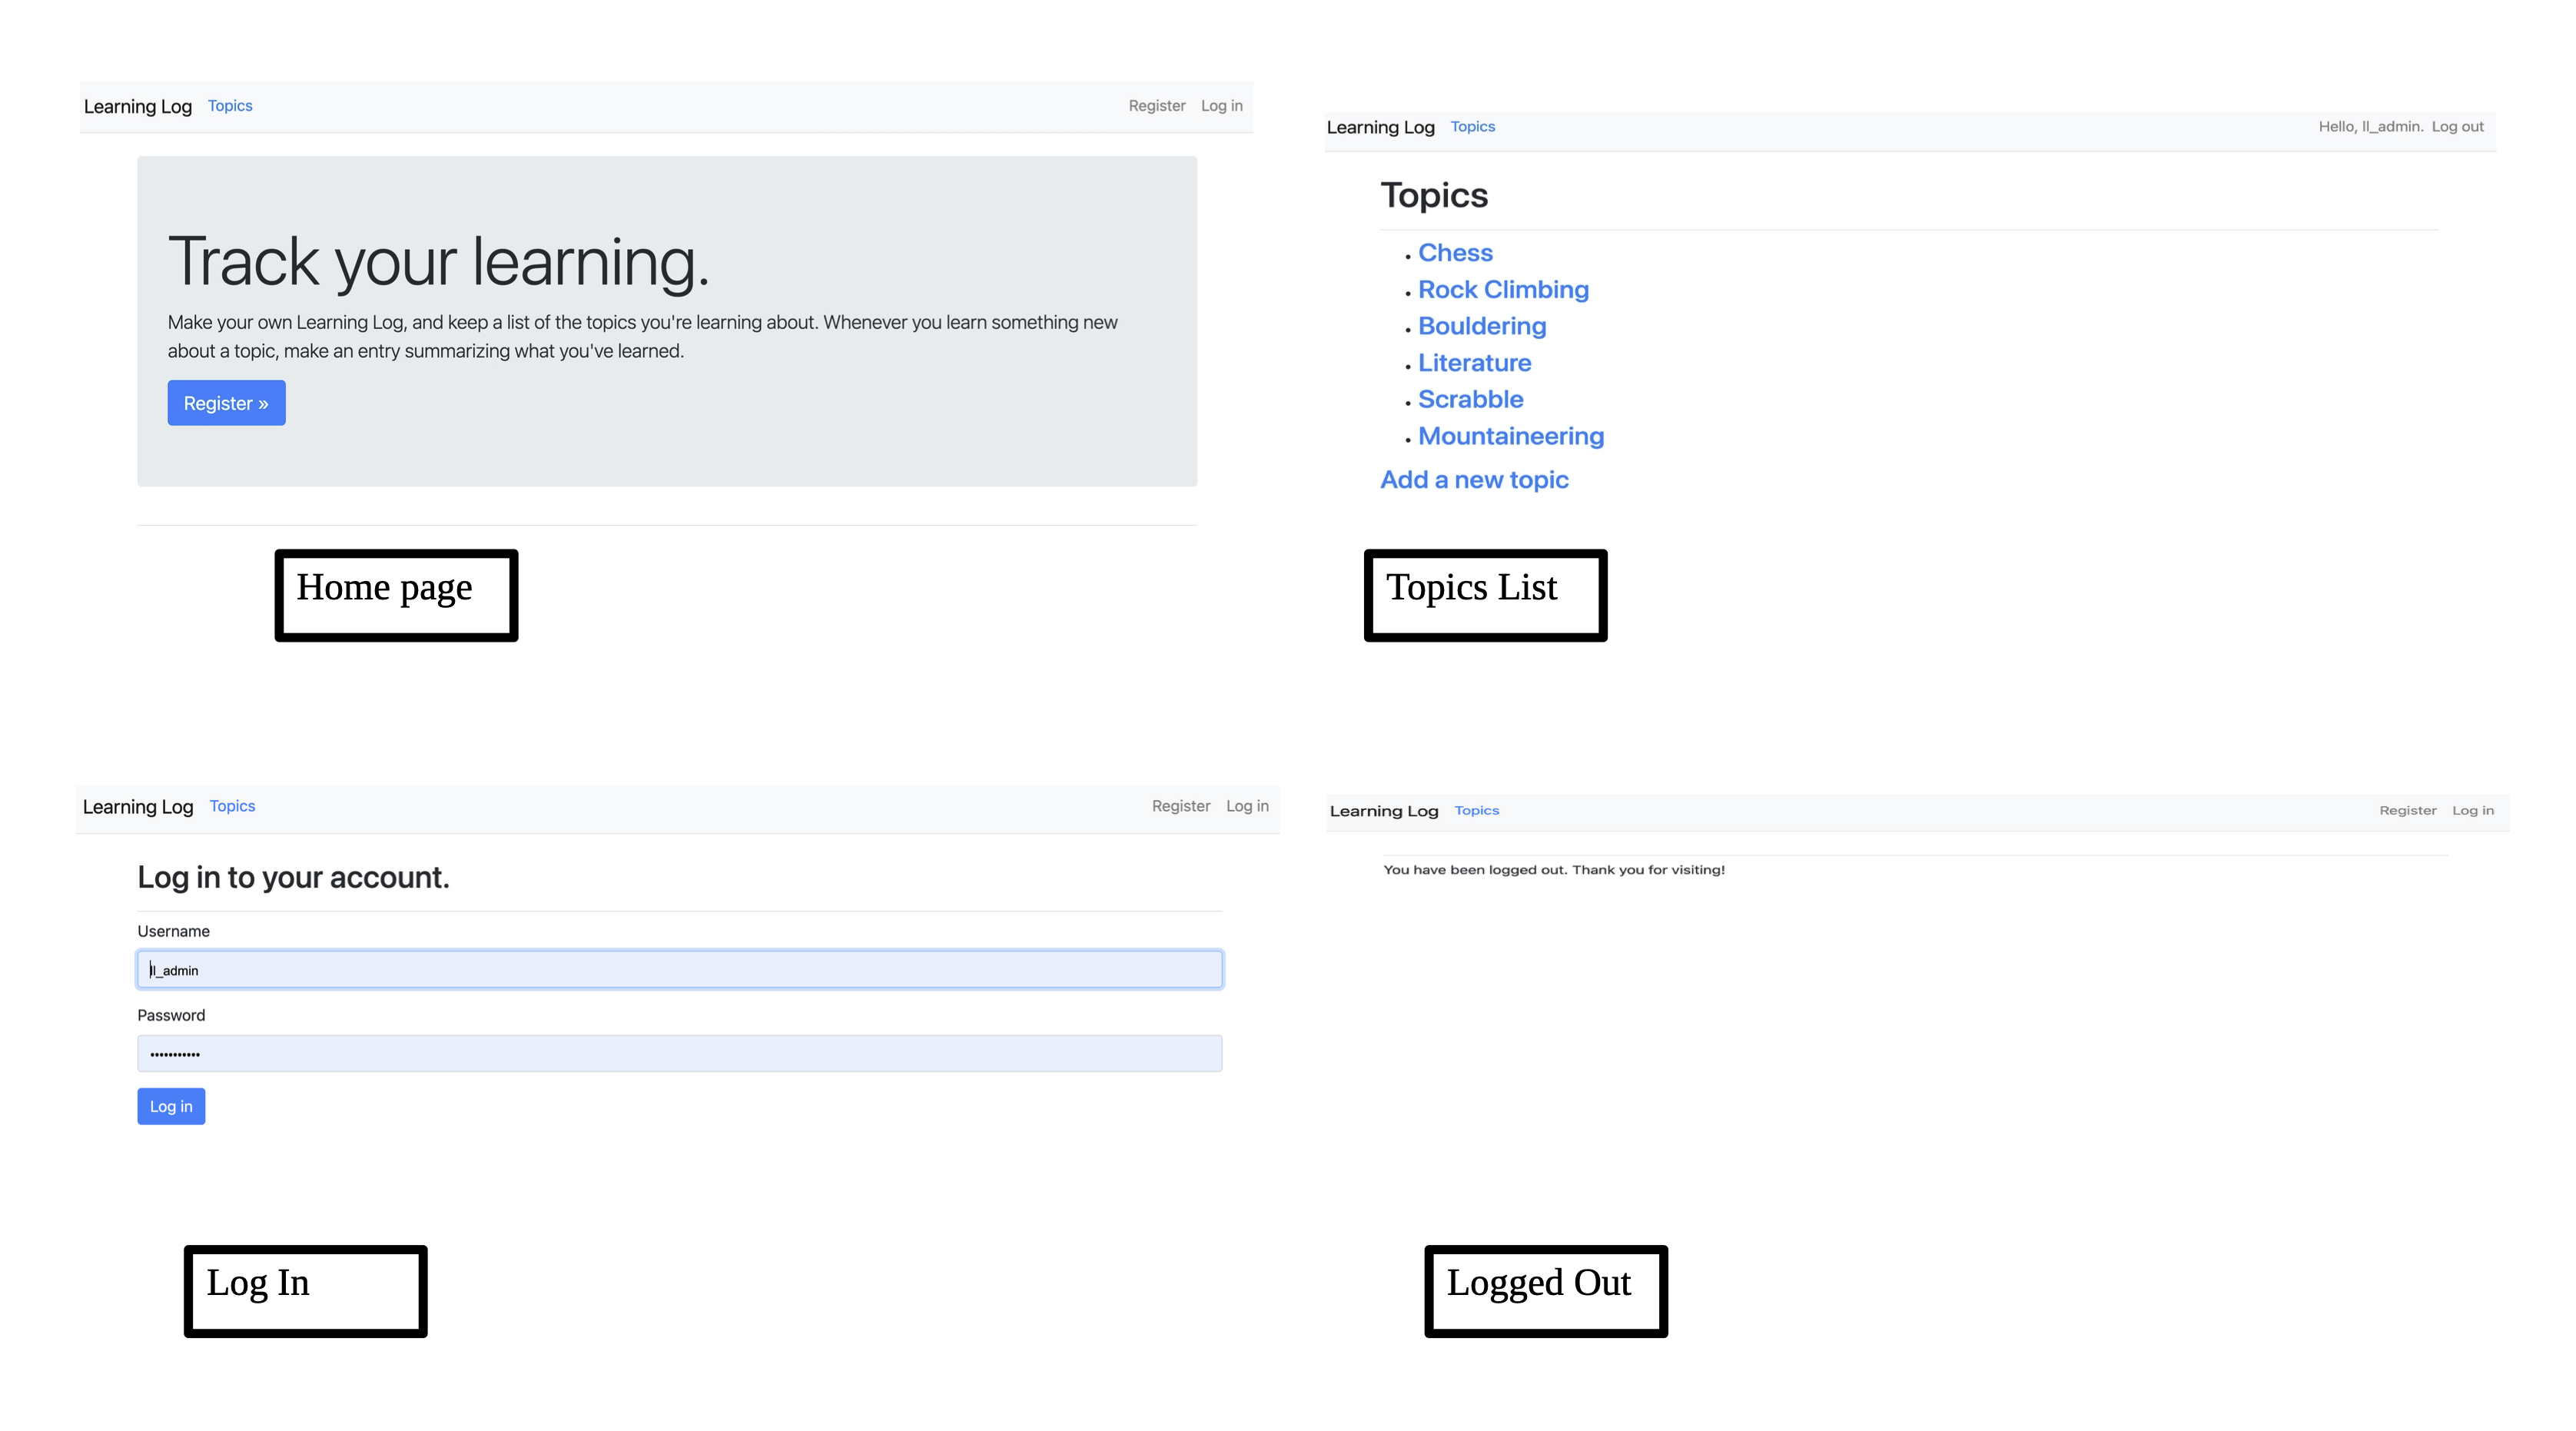 Learning Log Topics Register Log in
Track your learning.
Make your own Learning Log, and keep a list of the topics you're learning about. Whenever you learn something new
about a topic, make an entry summarizing what you've learned.
Register »
Home page
Learning Log Topics Hello, ll_admin. Log out
Topics
• Chess
• Rock Climbing
• Bouldering
• Literature
• Scrabble
• Mountaineering
Add a new topic
Topics List
Learning Log Topics Register Log in
Log in to your account.
Username
ll_admin
Password
•••••••••••
Log in
Log In
Learning Log Topics Register Log in
You have been logged out. Thank you for visiting!
Logged Out